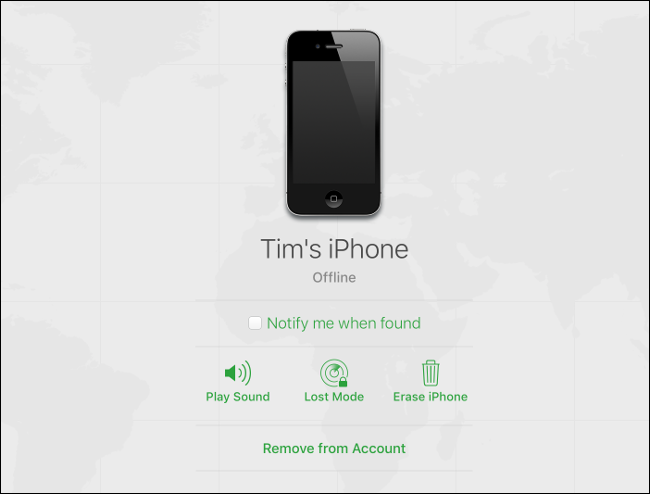 Tim's iPhone
Offline
Notify me when found
Play Sound
Lost Mode
Erase iPhone
Remove from Account